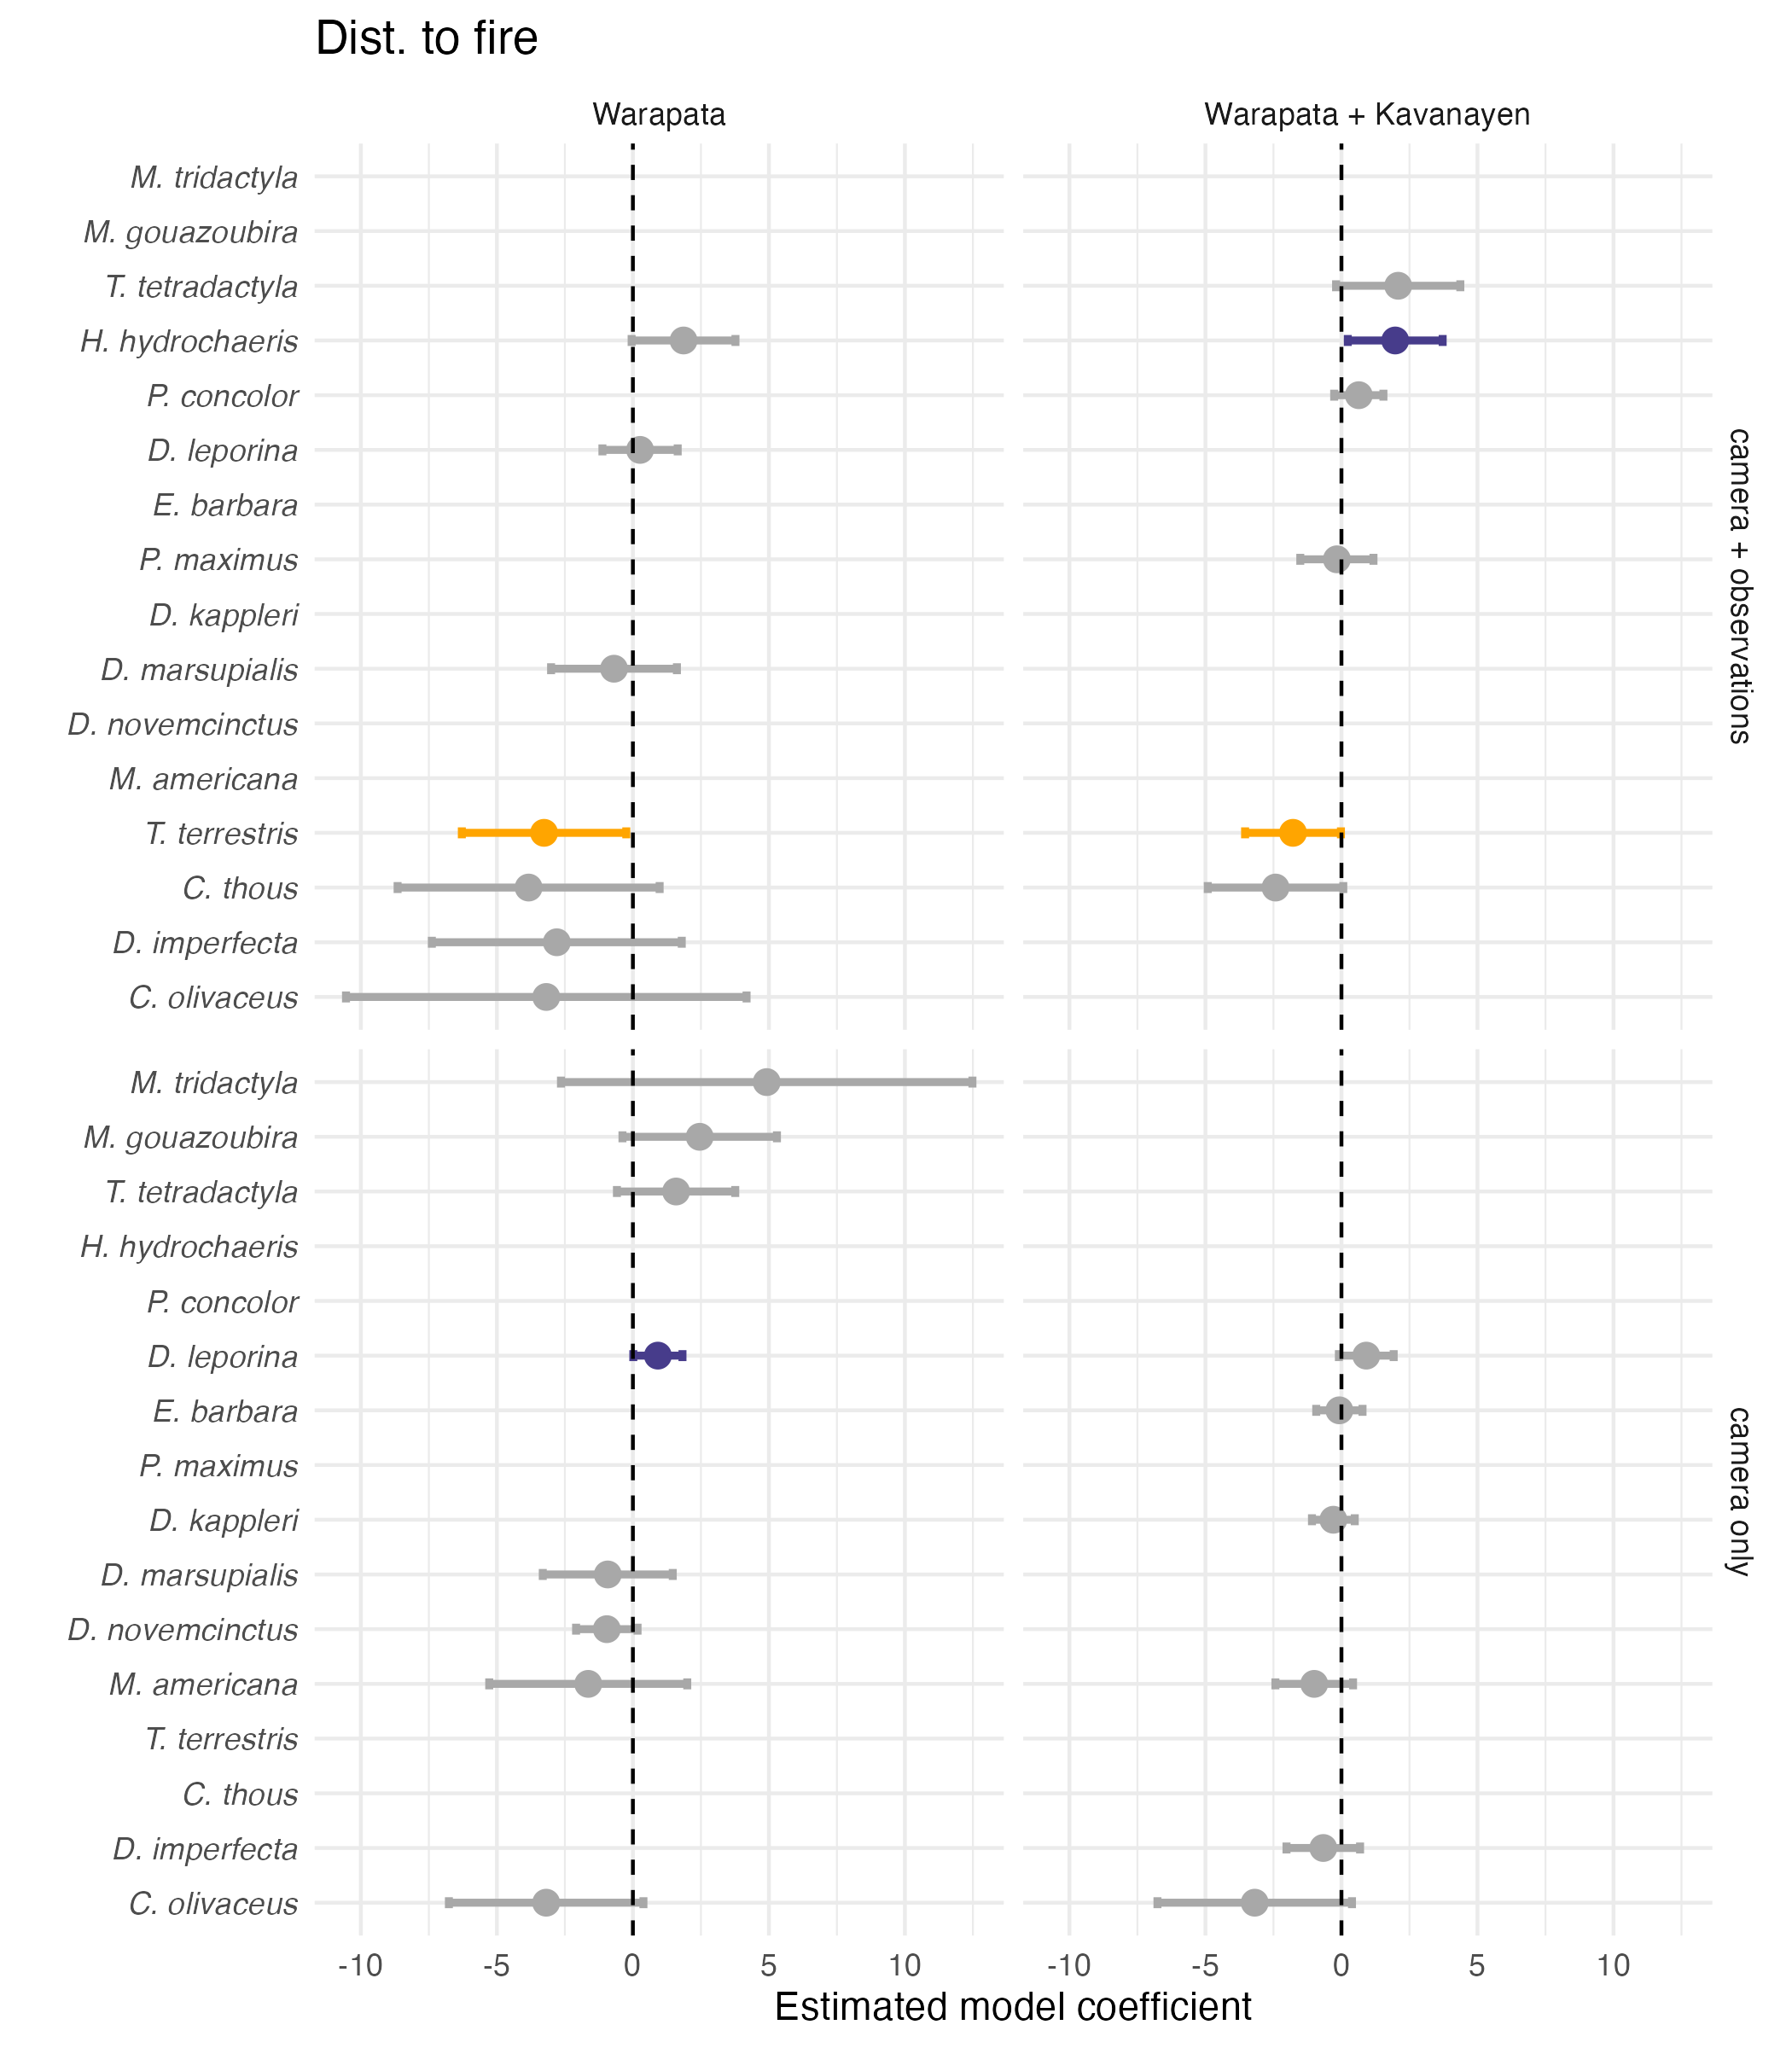 Dist. to fire
Warapata
Warapata + Kavanayen
M. tridactyla
M. gouazoubira
T. tetradactyla
H. hydrochaeris
P. concolor
D. leporina
E. barbara
P. maximus
D. kappleri
D. marsupialis
D. novemcinctus
M. americana
T. terrestris
C. thous
D. imperfecta
C. olivaceus
camera + observations
M. tridactyla
M. gouazoubira
T. tetradactyla
H. hydrochaeris
P. concolor
D. leporina
E. barbara
P. maximus
D. kappleri
D. marsupialis
D. novemcinctus
M. americana
T. terrestris
C. thous
D. imperfecta
C. olivaceus
camera only
-10 -5 0 5 10 -10 -5 0 5 10
Estimated model coefficient